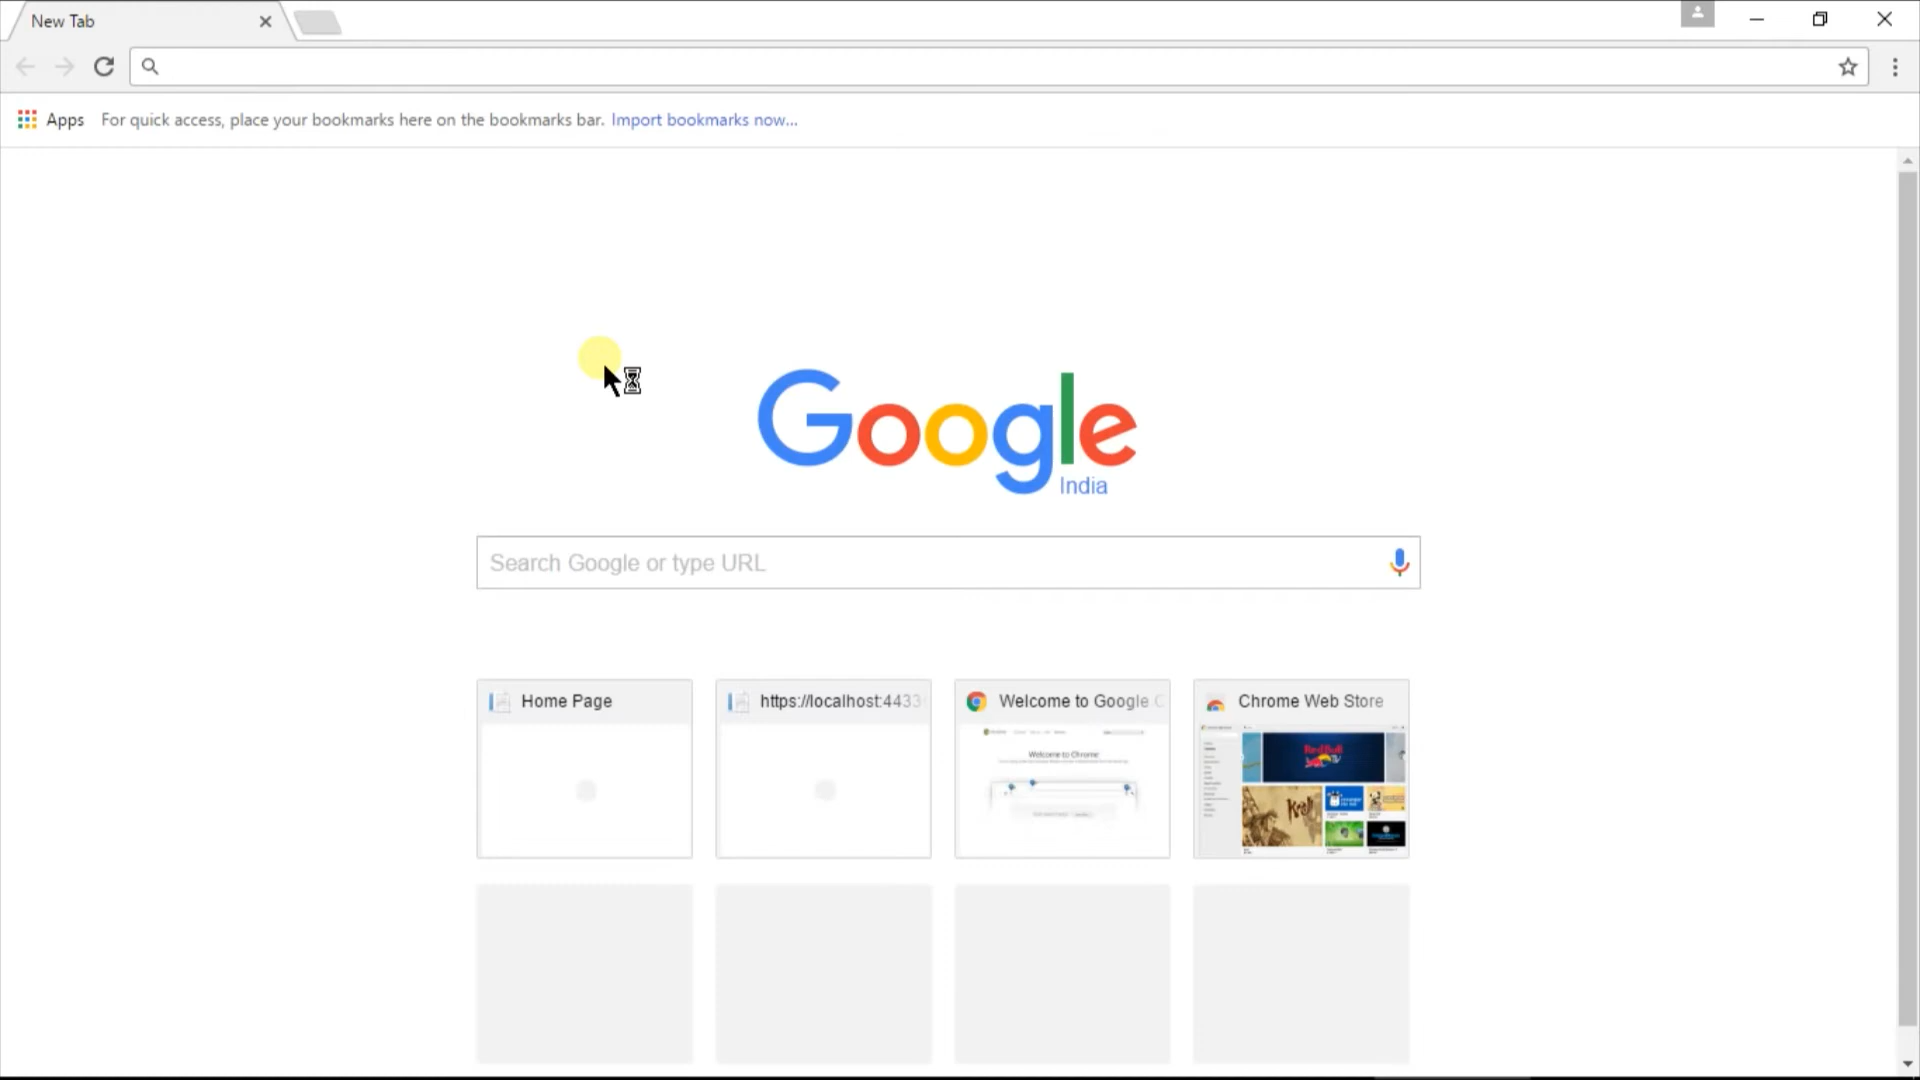 New Tab
Apps For quick access, place your bookmarks here on the bookmarks bar. Import bookmarks now...
Google
India
Search Google or type URL
Home Page
https://localhost:4433
Welcome to Google C
Chrome Web Store
Welcome to Chrome
RedBull
TV